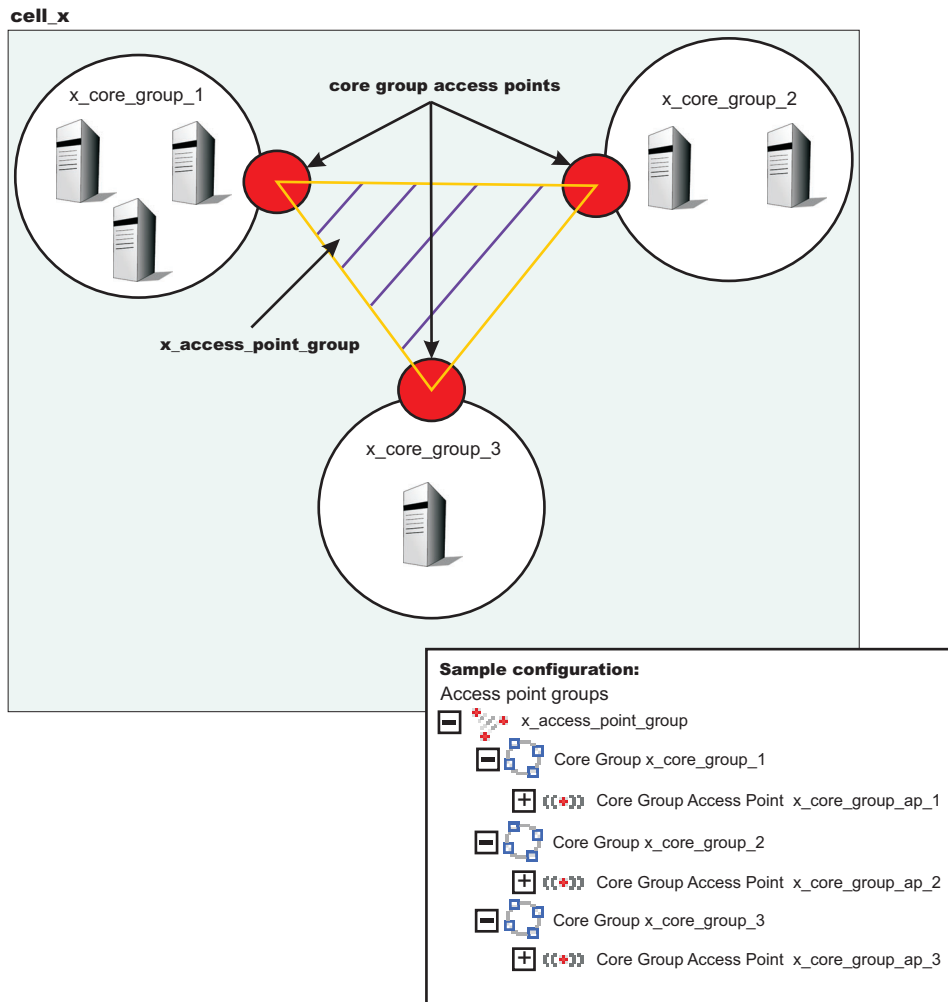 cell_x
x_core_group_1
core group access points
x_core_group_2
x_access_point_group
x_core_group_3
Sample configuration:
Access point groups
x_access_point_group
Core Group x_core_group_1
Core Group Access Point x_core_group_ap_1
Core Group x_core_group_2
Core Group Access Point x_core_group_ap_2
Core Group x_core_group_3
Core Group Access Point x_core_group_ap_3